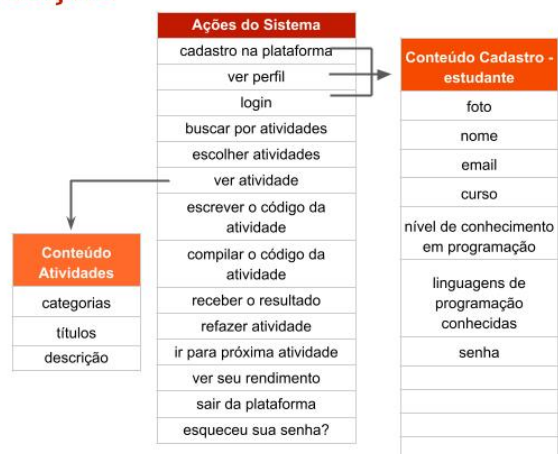 Ações do Sistema
cadastro na plataforma
ver perfil
login
buscar por atividades
escolher atividades
ver atividade
escrever o código da
atividade
compilar o código da
atividade
receber o resultado
refazer atividade
ir para próxima atividade
ver seu rendimento
sair da plataforma
esqueceu sua senha?
Conteúdo Cadastro -
estudante
foto
nome
email
curso
nível de conhecimento
em programação
linguagens de
programação
conhecidas
senha
Conteúdo
Atividades
categorias
títulos
descrição